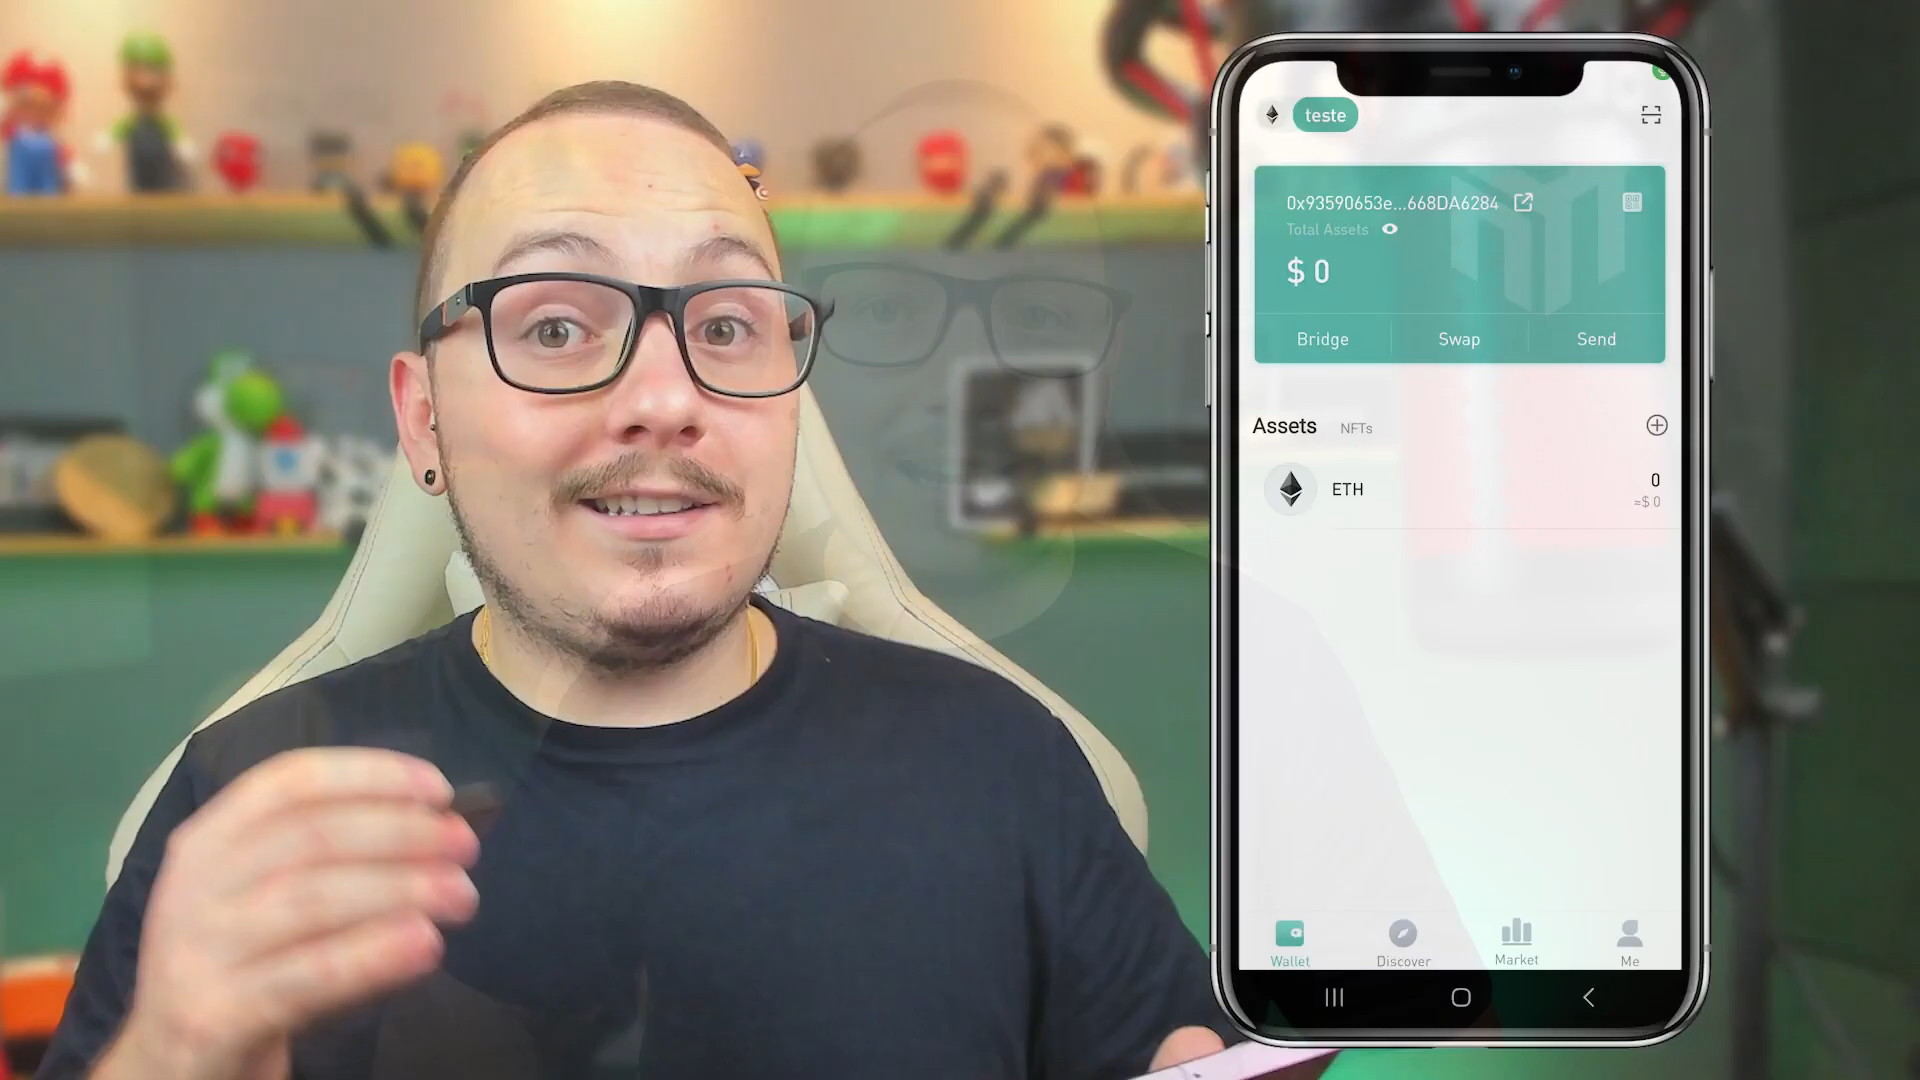 teste
0x93590653e...668DA6284
Total Assets
$ 0
Bridge Swap Send
Assets NFTs
ETH 0
≈$ 0
Wallet Discover Market Me